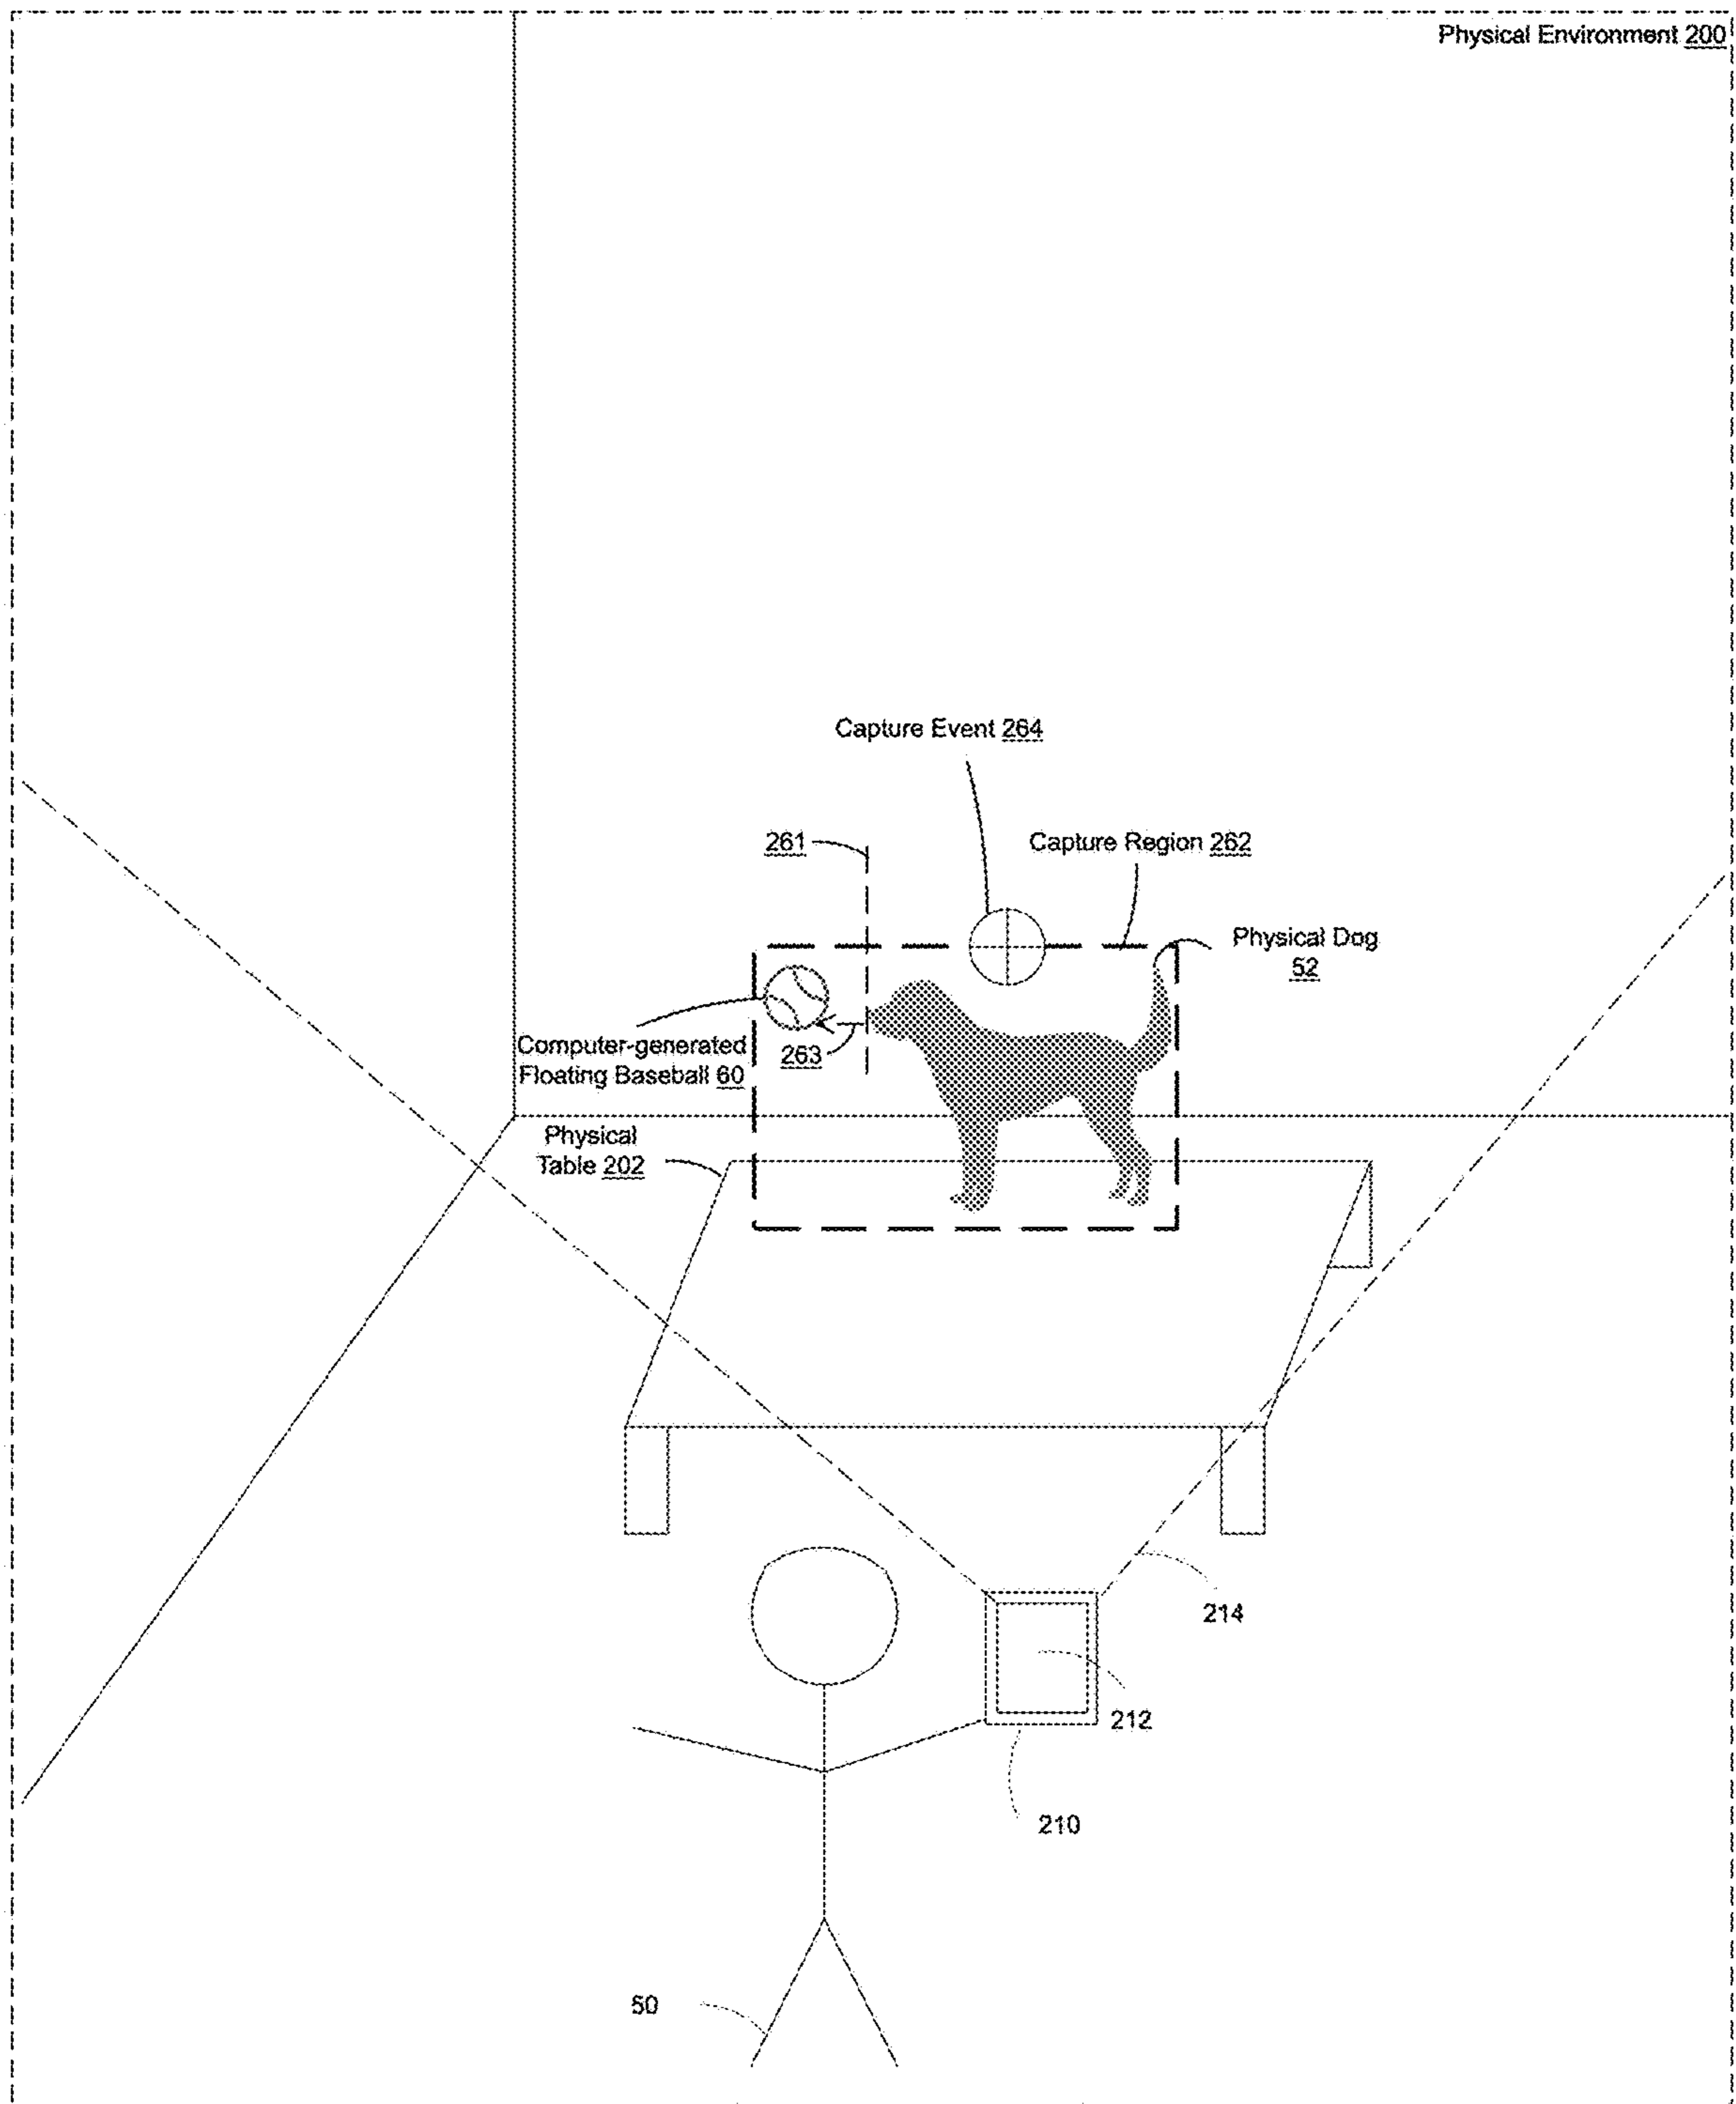 Physical Environment 200
Capture Event 264
261
Capture Region 262
Physical Dog
52
Computer-generated
Floating Baseball 60
263
Physical
Table 202
214
212
210
50